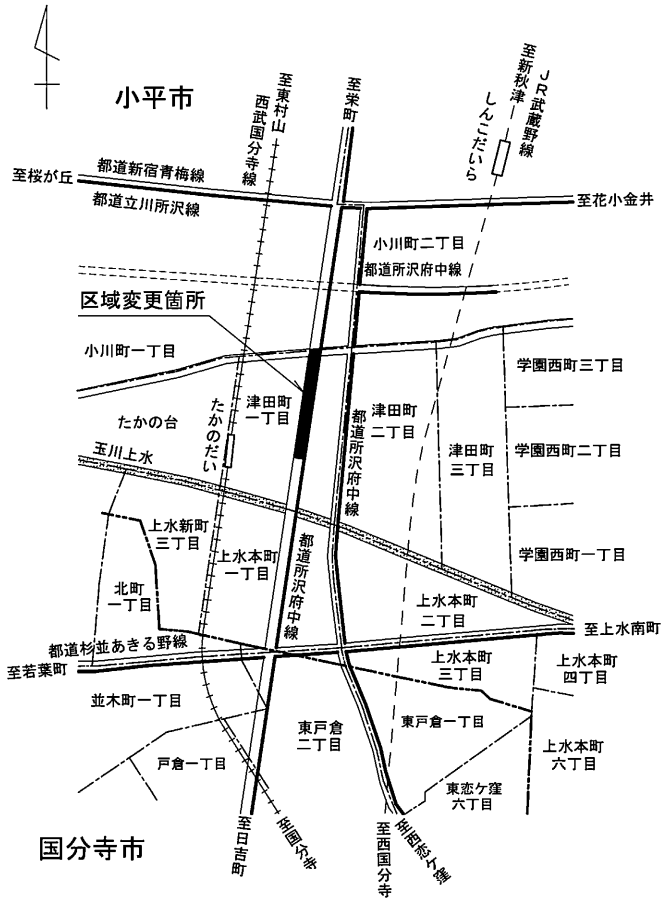 小平市
至東村山
西武国分寺線
至栄町
JR武蔵野線
至新秋津
しんこだいら
至桜が丘
都道新宿青梅線
都道立川所沢線
至花小金井
小川町二丁目
都道所沢府中線
区域変更箇所
小川町一丁目
学園西町三丁目
たかの台
たかのだい
津田町
一丁目
津田町
二丁目
都道所沢府中線
津田町
三丁目
学園西町二丁目
玉川上水
上水新町
三丁目
上水本町
一丁目
都道所沢府中線
学園西町一丁目
北町
一丁目
上水本町
二丁目
都道杉並あきる野線
至上水南町
至若葉町
上水本町
三丁目
上水本町
四丁目
並木町一丁目
東戸倉
二丁目
東戸倉一丁目
上水本町
六丁目
戸倉一丁目
東恋ケ窪
六丁目
国分寺市
至日吉町
至国分寺
至西国分寺
至西恋ケ窪